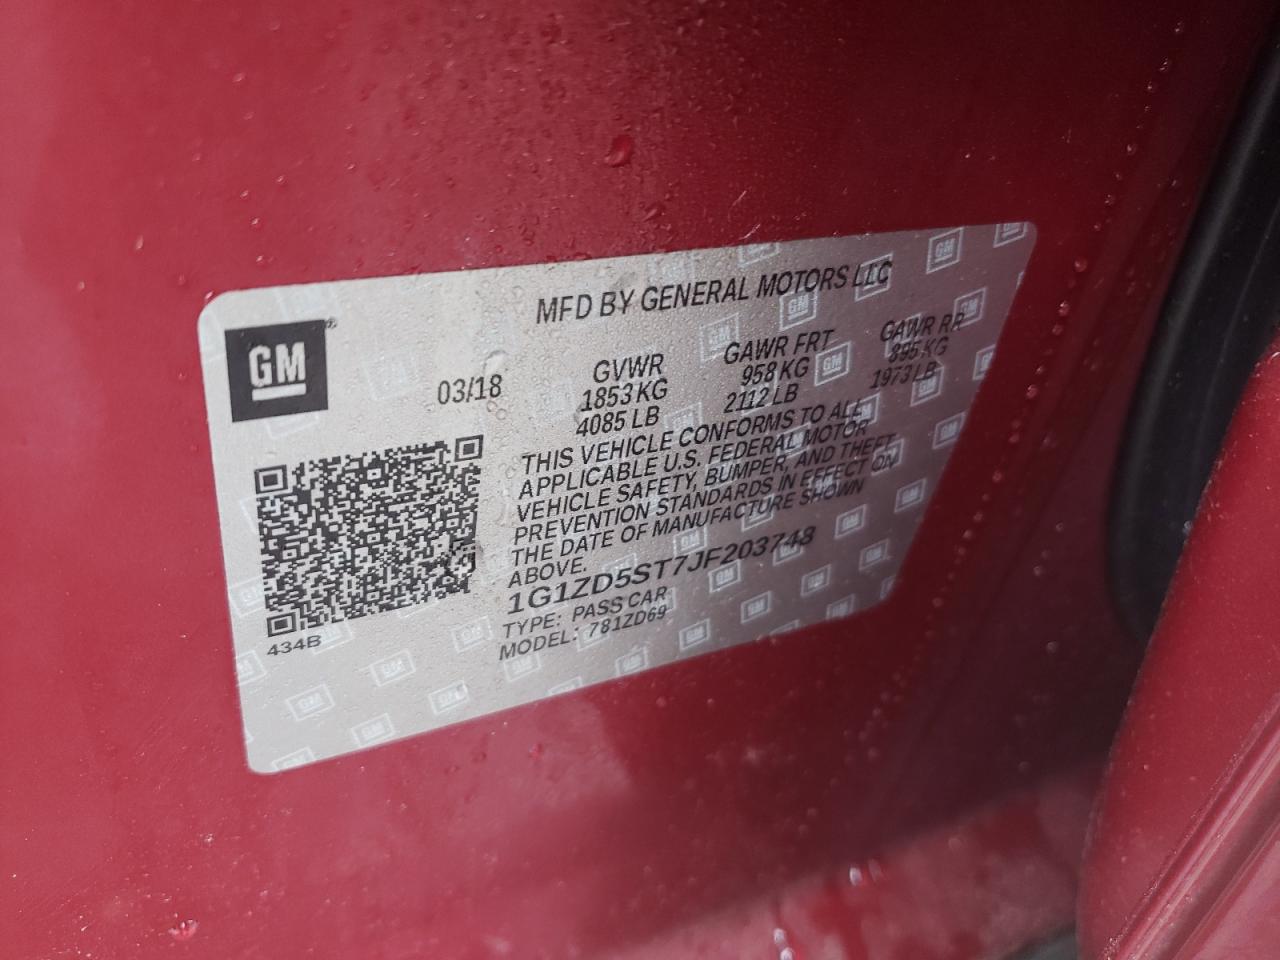 GM
MFD BY GENERAL MOTORS LLC
03/18
GVWR GAWR FRT GAWR RR
1853 KG 958 KG 895 KG
4085 LB 2112 LB 1973 LB
THIS VEHICLE CONFORMS TO ALL
APPLICABLE U.S. FEDERAL MOTOR
VEHICLE SAFETY, BUMPER, AND THEFT
PREVENTION STANDARDS IN EFFECT ON
THE DATE OF MANUFACTURE SHOWN
ABOVE.
1G1ZD5ST7JF203748
TYPE: PASS CAR
MODEL: 781ZD69
434B